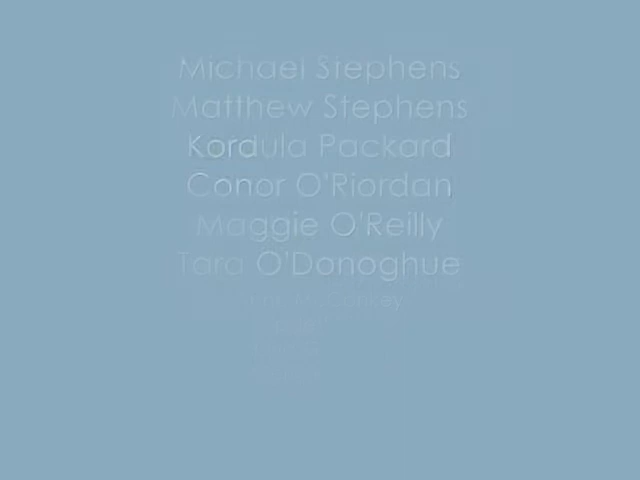 Michael Stephens
Matthew Stephens
Kordula Packard
Conor O'Riordan
Maggie O'Reilly
Tara O'Donoghue